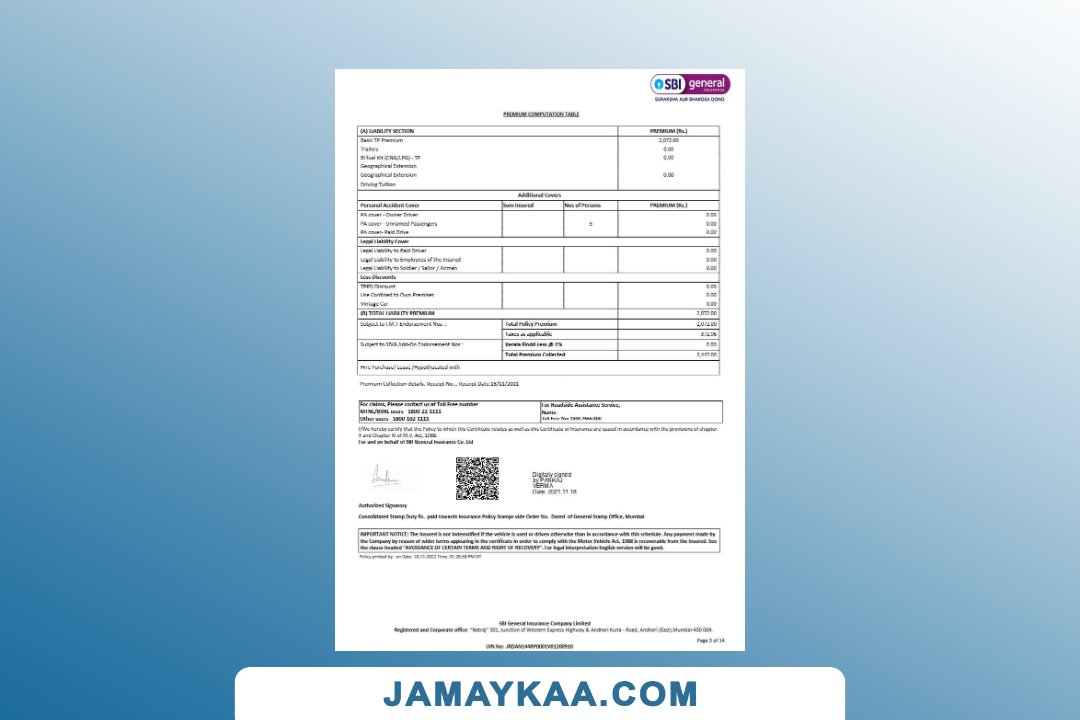 SBI general
INSURANCE
SURAKSHA AUR BHAROSA DONO
PREMIUM COMPUTATION TABLE
(A) LIABILITY SECTION PREMIUM (Rs.)
Basic TP Premium 2,072.00
Trailers 0.00
Bi fuel Kit (CNG/LPG) - TP 0.00
Geographical Extension
Geographical Extension 0.00
Driving Tuition
Additional Covers
Personal Accident Cover Sum Insured Nos of Persons PREMIUM (Rs.)
PA cover - Owner Driver 0.00
PA cover - Unnamed Passengers 5 0.00
PA cover- Paid Drive 0.00
Legal Liability Cover
Legal Liability to Paid Driver 0.00
Legal Liability to Employees of the Insured 0.00
Legal Liability to Soldier / Sailor / Airman 0.00
Less Discounts
TPPD Discount 0.00
Use Confined to Own Premises 0.00
Vintage Car 0.00
(B) TOTAL LIABILITY PREMIUM 2,072.00
Subject to I.M.T Endorsement Nos. : Total Policy Premium 2,072.00
Taxes as applicable 372.96
Subject to SBIG Add-On Endorsement Nos : Kerala Flood cess @ 1% 0.00
Total Premium Collected 2,445.00
Hire Purchase/ Lease /Hypothecated with
Premium Collection details. Receipt No.., Receipt Date:18/11/2021
For claims, Please contact us at Toll Free number For Roadside Assistance Service,
MTNL/BSNL users 1800 22 1111 Name
Other users 1800 102 1111 Toll Free No:
I/We hereby certify that the Policy to which this Certificate relates as well as this Certificate of Insurance are issued in accordance with the provisions of chapter
X and Chapter XI of M.V. Act, 1988.
For and on behalf of SBI General Insurance Co. Ltd
Digitally signed
by PANKAJ
VERMA
Date: 2021.11.18
Authorized Signatory
Consolidated Stamp Duty Rs. paid towards Insurance Policy Stamps vide Order No. Dated of General Stamp Office, Mumbai
IMPORTANT NOTICE: The Insured is not indemnified if the vehicle is used or driven otherwise than in accordance with this schedule. Any payment made by
the Company by reason of wider terms appearing in the certificate in order to comply with the Motor Vehicle Act, 1988 is recoverable from the Insured. See
the clause headed "AVOIDANCE OF CERTAIN TERMS AND RIGHT OF RECOVERY". For legal interpretation English version will be good.
Policy printed by: on Date: 18-11-2021 Time: 01:28:58 PM IST
SBI General Insurance Company Limited
Registered and Corporate office: "Natraj" 301, Junction of Western Express Highway & Andheri Kurla - Road, Andheri (East),Mumbai-400 069.
Page 3 of 14
UIN No: JRDAN144RP0001V01200910
JAMAYKAA.COM